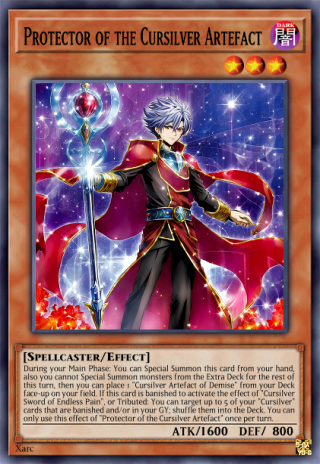 Protector of the Cursilver Artefact
DARK
闇
[Spellcaster/Effect]
During your Main Phase: You can Special Summon this card from your hand,
also you cannot Special Summon monsters from the Extra Deck for the rest of
this turn, then you can place 1 "Cursilver Artefact of Demise" from your Deck
face-up on your field. If this card is banished to activate the effect of "Cursilver
Sword of Endless Pain", or Tributed: You can target up to 5 of your "Cursilver"
cards that are banished and/or in your GY; shuffle them into the Deck. You can
only use this effect of "Protector of the Cursilver Artefact" once per turn.
ATK/1600 DEF/ 800
Xarc